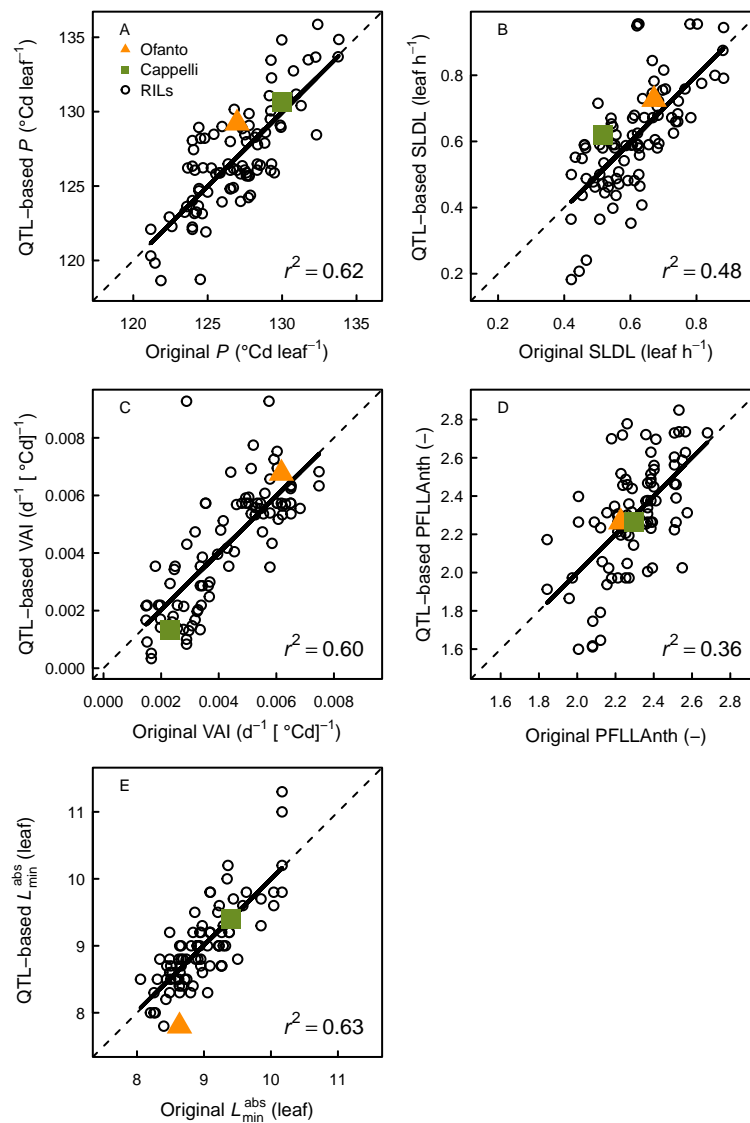 A
Ofanto
Cappelli
RILs
135
130
125
120
QTL−based P (°Cd leaf⁻¹)
r² = 0.62
120 125 130 135
Original P (°Cd leaf⁻¹)
B
1.0
0.8
0.6
0.4
0.2
QTL−based SLDL (leaf h⁻¹)
r² = 0.48
0.2 0.4 0.6 0.8
Original SLDL (leaf h⁻¹)
C
0.008
0.006
0.004
0.002
0.000
QTL−based VAI (d⁻¹ [ °Cd]⁻¹)
r² = 0.60
0.000 0.002 0.004 0.006 0.008
Original VAI (d⁻¹ [ °Cd]⁻¹)
D
2.8
2.6
2.4
2.2
2.0
1.8
1.6
QTL−based PFLLAnth (−)
r² = 0.36
1.6 1.8 2.0 2.2 2.4 2.6 2.8
Original PFLLAnth (−)
E
11
10
9
8
QTL−based L_min^abs (leaf)
r² = 0.63
8 9 10 11
Original L_min^abs (leaf)